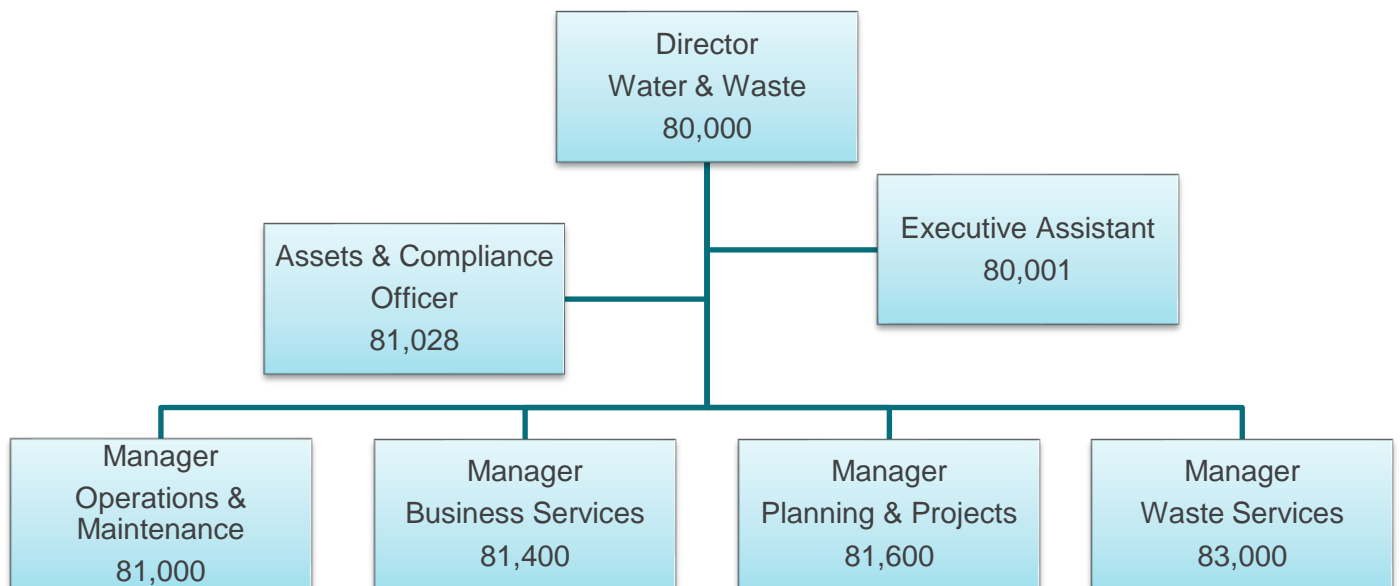 Director
Water & Waste
80,000
Executive Assistant
80,001
Assets & Compliance
Officer
81,028
Manager
Operations &
Maintenance
81,000
Manager
Business Services
81,400
Manager
Planning & Projects
81,600
Manager
Waste Services
83,000